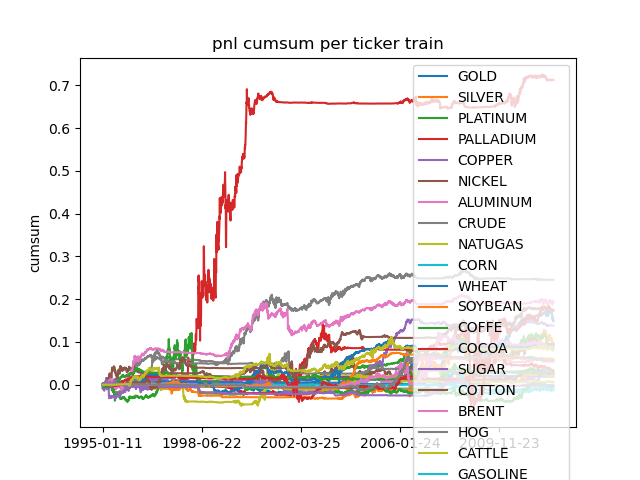 pnl cumsum per ticker train
cumsum
0.7
0.6
0.5
0.4
0.3
0.2
0.1
0.0
1995-01-11
1998-06-22
2002-03-25
2006-01-24
2009-11-23
GOLD
SILVER
PLATINUM
PALLADIUM
COPPER
NICKEL
ALUMINUM
CRUDE
NATUGAS
CORN
WHEAT
SOYBEAN
COFFE
COCOA
SUGAR
COTTON
BRENT
HOG
CATTLE
GASOLINE